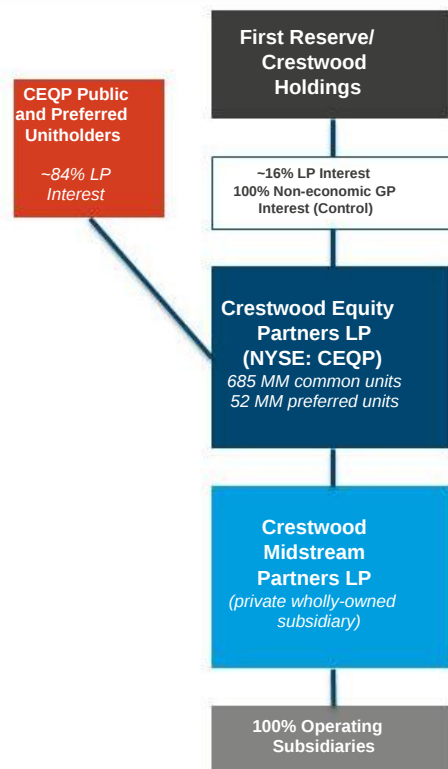 First Reserve/
Crestwood
Holdings
CEQP Public
and Preferred
Unitholders
~84% LP
Interest
~16% LP Interest
100% Non-economic GP
Interest (Control)
Crestwood Equity
Partners LP
(NYSE: CEQP)
685 MM common units
52 MM preferred units
Crestwood
Midstream
Partners LP
(private wholly-owned
subsidiary)
100% Operating
Subsidiaries